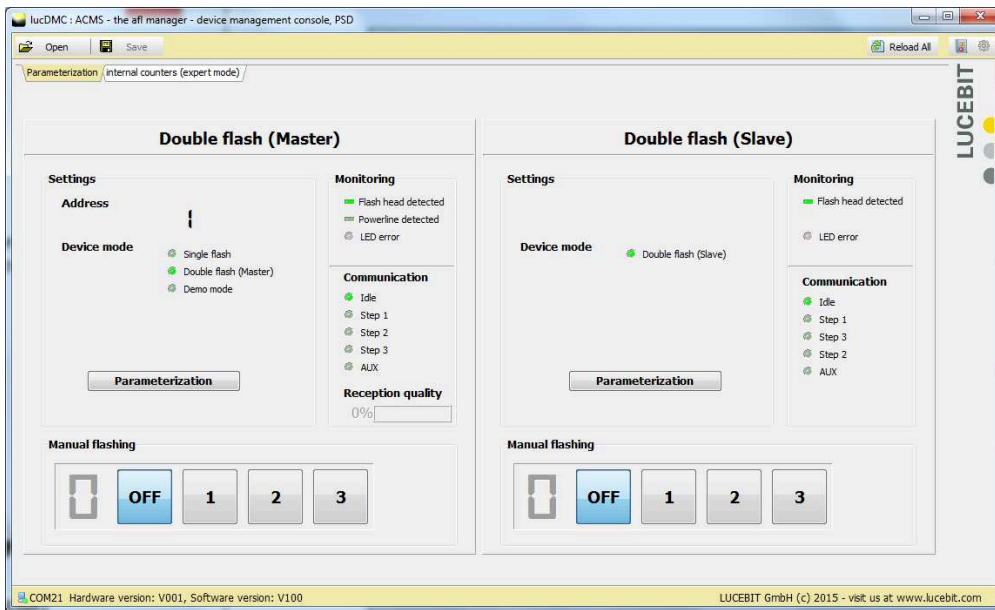 lucDMC : ACMS - the afl manager - device management console, PSD
Open Save Reload All
Parameterization internal counters (expert mode)
LUCEBIT
Double flash (Master)
Settings
Address
1
Device mode
Single flash
Double flash (Master)
Demo mode
Parameterization
Monitoring
Flash head detected
Powerline detected
LED error
Communication
Idle
Step 1
Step 2
Step 3
AUX
Reception quality
0%
Manual flashing
0 OFF 1 2 3
Double flash (Slave)
Settings
Device mode
Double flash (Slave)
Parameterization
Monitoring
Flash head detected
LED error
Communication
Idle
Step 1
Step 3
Step 2
AUX
Manual flashing
0 OFF 1 2 3
COM21 Hardware version: V001, Software version: V100
LUCEBIT GmbH (c) 2015 - visit us at www.lucebit.com